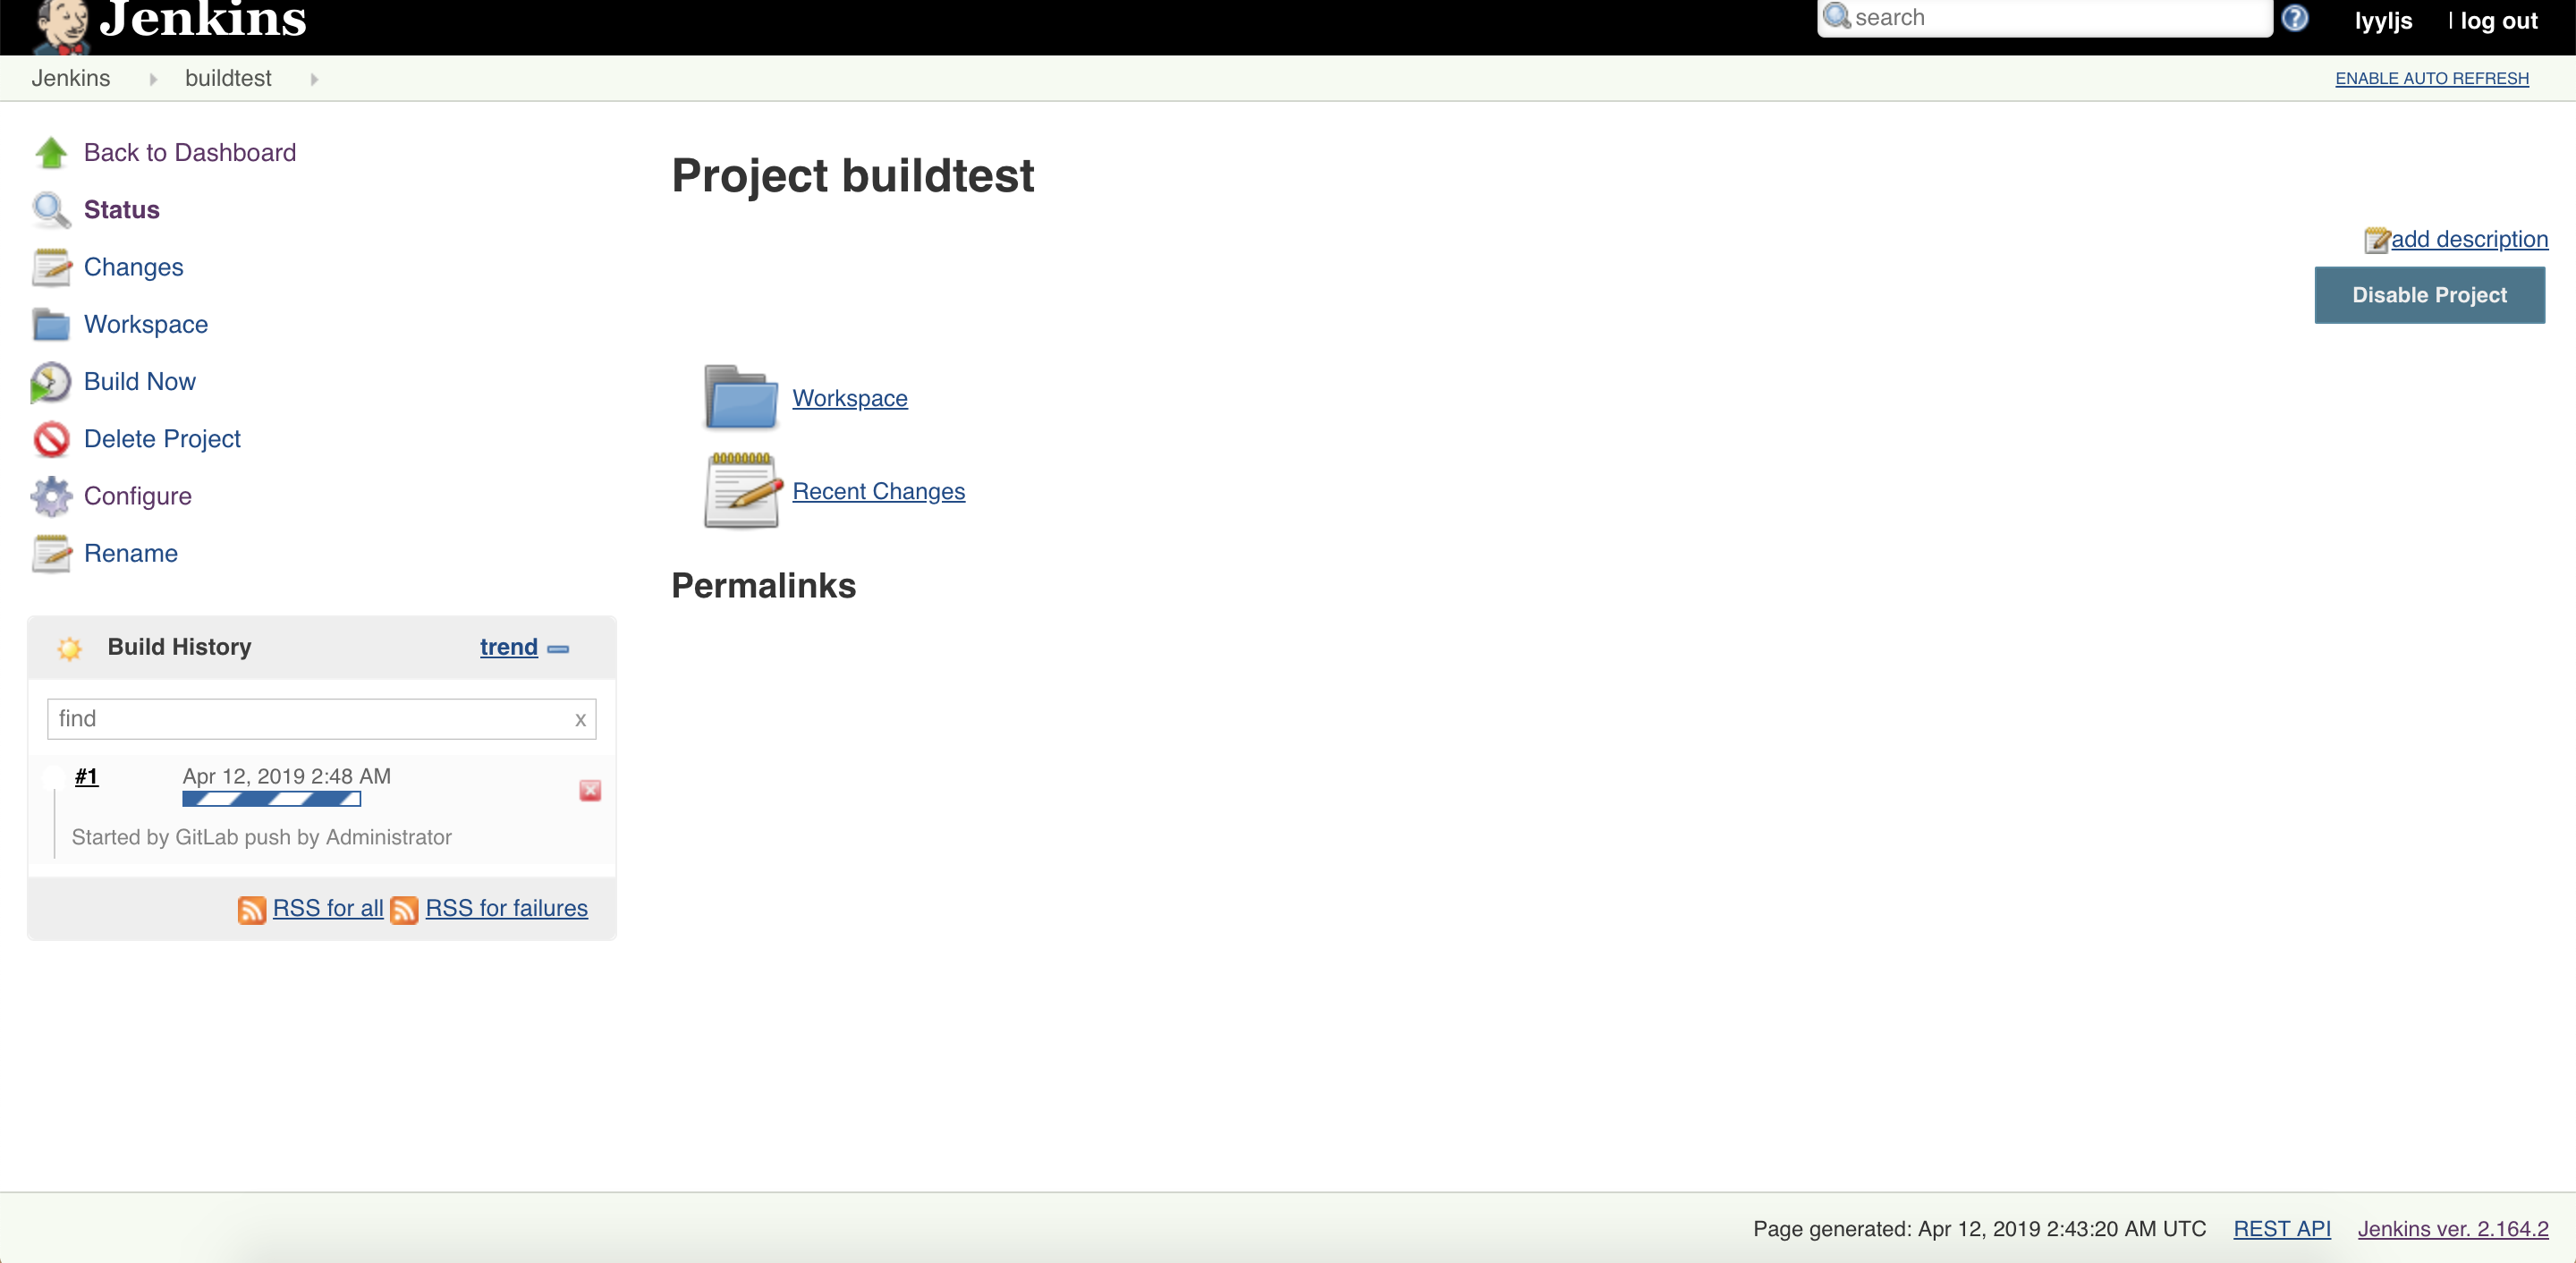 Jenkins
search
lyyljs
| log out
Jenkins
buildtest
ENABLE AUTO REFRESH
Back to Dashboard
Status
Changes
Workspace
Build Now
Delete Project
Configure
Rename
Project buildtest
add description
Disable Project
Workspace
Recent Changes
Permalinks
Build History
trend
find
x
#1
Apr 12, 2019 2:48 AM
Started by GitLab push by Administrator
RSS for all
RSS for failures
Page generated: Apr 12, 2019 2:43:20 AM UTC
REST API
Jenkins ver. 2.164.2